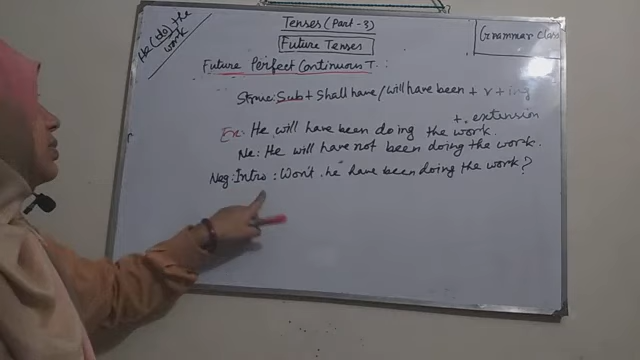 He (do) the
work
Tenses (Part-3)
Grammar Class
Future Tenses
Future Perfect Continuous T.:
Struc: Sub + Shall have / will have been + v + ing
+ extension
Ex: He will have been doing the work.
Ne: He will have not been doing the work.
Neg: Intro: Won't he have been doing the work?